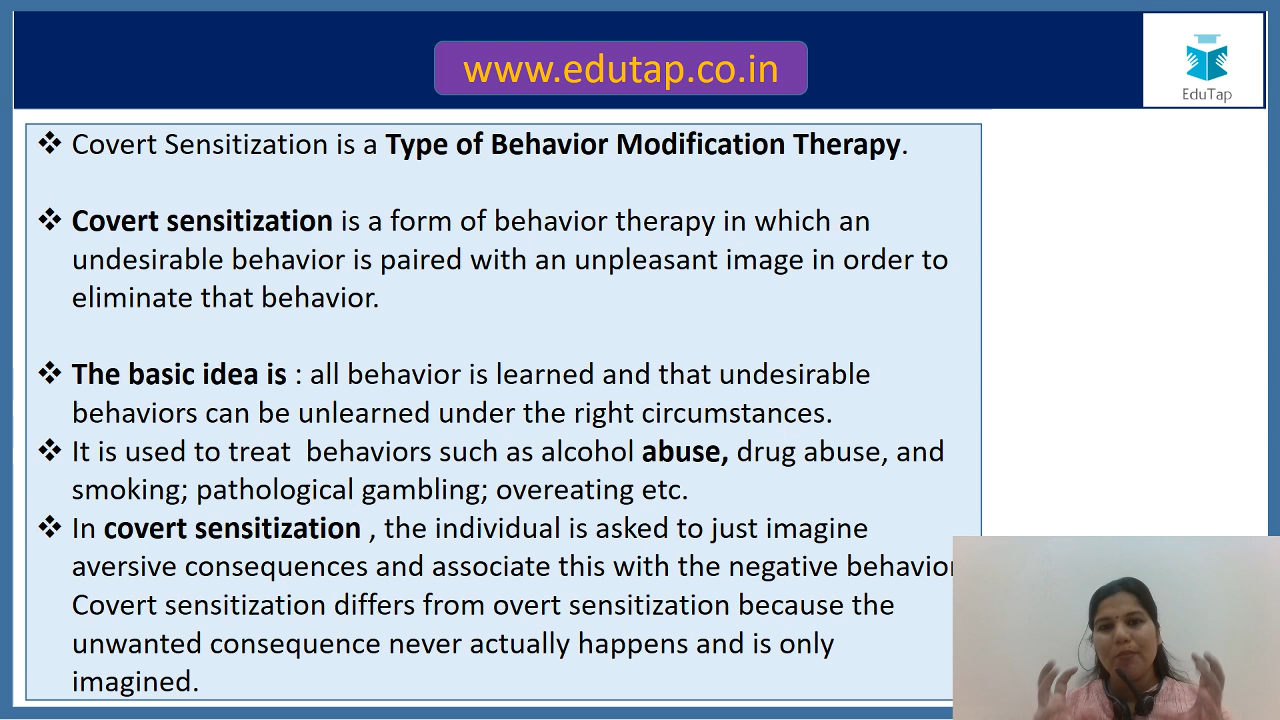 www.edutap.co.in
EduTap
❖ Covert Sensitization is a Type of Behavior Modification Therapy.
❖ Covert sensitization is a form of behavior therapy in which an
undesirable behavior is paired with an unpleasant image in order to
eliminate that behavior.
❖ The basic idea is : all behavior is learned and that undesirable
behaviors can be unlearned under the right circumstances.
❖ It is used to treat  behaviors such as alcohol abuse, drug abuse, and
smoking; pathological gambling; overeating etc.
❖ In covert sensitization , the individual is asked to just imagine
aversive consequences and associate this with the negative behavior
Covert sensitization differs from overt sensitization because the
unwanted consequence never actually happens and is only
imagined.